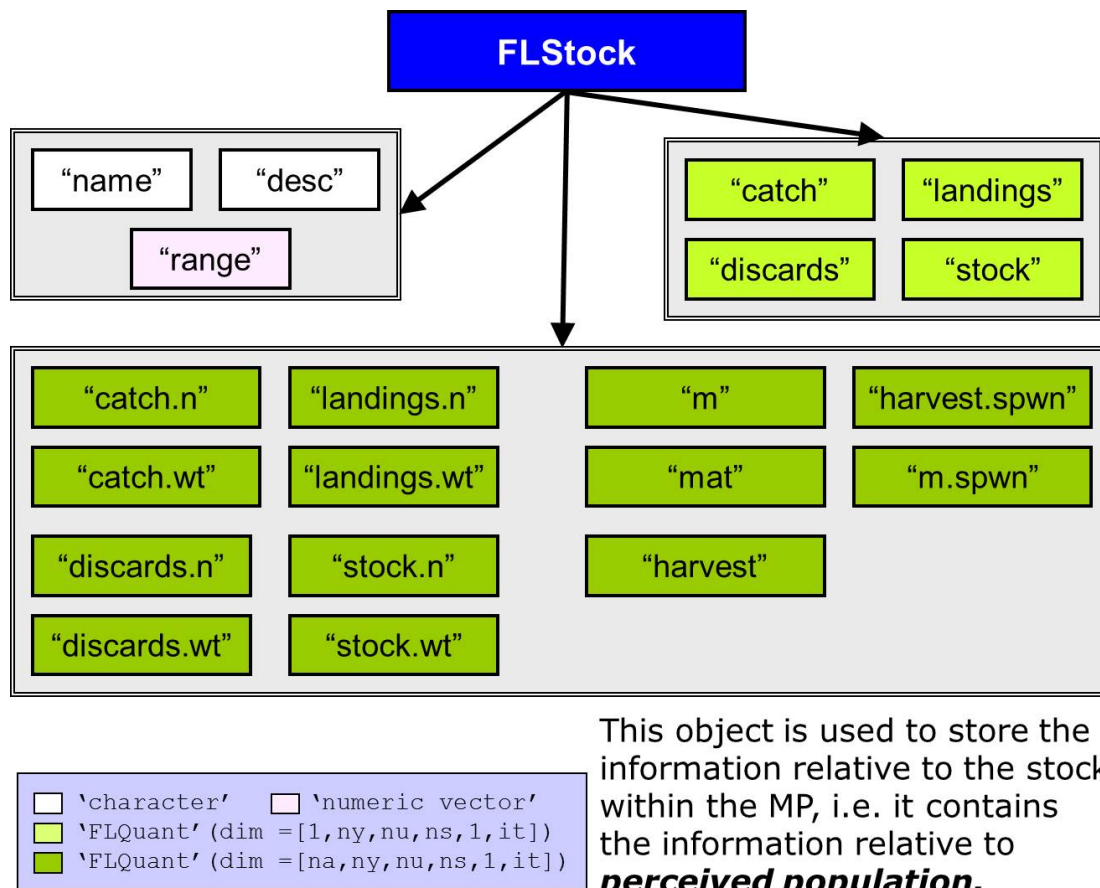 FLStock
“name” “desc”
“range”
“catch” “landings”
“discards” “stock”
“catch.n” “landings.n” “m” “harvest.spwn”
“catch.wt” “landings.wt” “mat” “m.spwn”
“discards.n” “stock.n” “harvest”
“discards.wt” “stock.wt”
‘character’ ‘numeric vector’
‘FLQuant’(dim =[1,ny,nu,ns,1,it])
‘FLQuant’(dim =[na,ny,nu,ns,1,it])
This object is used to store the
information relative to the stock
within the MP, i.e. it contains
the information relative to
perceived population.